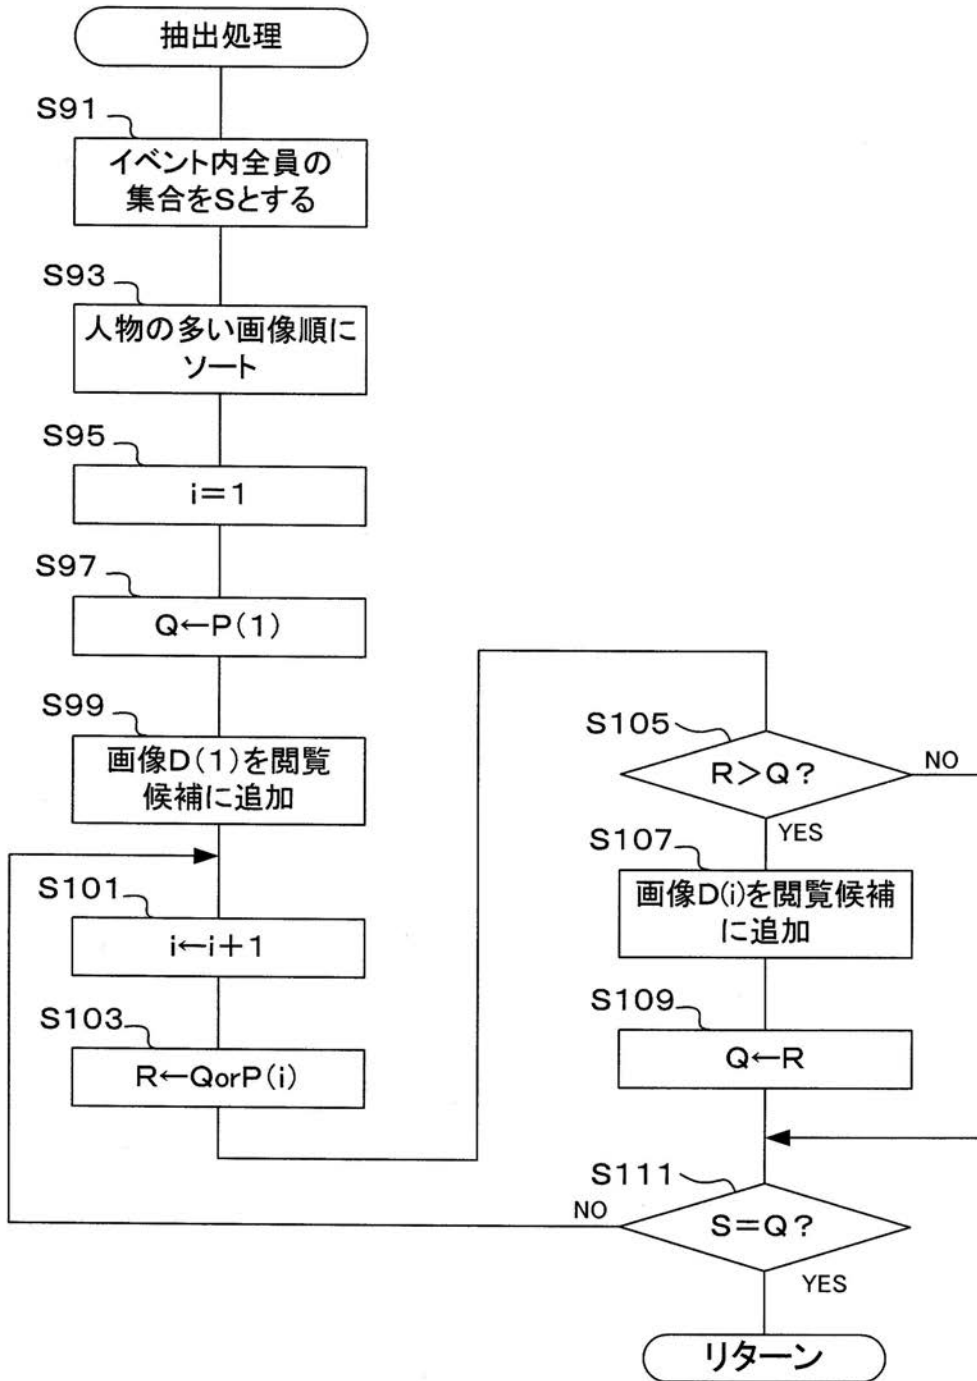 抽出処理
S91
イベント内全員の
集合をSとする
S93
人物の多い画像順に
ソート
S95
i=1
S97
Q←P(1)
S99
画像D(1)を閲覧
候補に追加
S101
i←i+1
S103
R←QorP(i)
S105
R>Q?
NO
YES
S107
画像D(i)を閲覧候補
に追加
S109
Q←R
S111
S=Q?
NO
YES
リターン